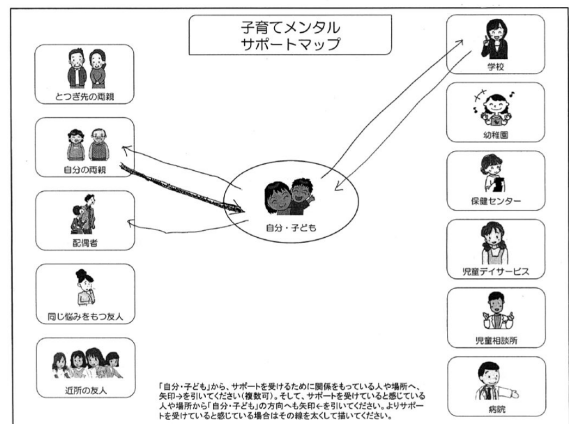 子育てメンタル
サポートマップ
とつぎ先の両親
自分の両親
配偶者
同じ悩みをもつ友人
近所の友人
自分・子ども
学校
幼稚園
保健センター
児童デイサービス
児童相談所
病院
「自分・子ども」から、サポートを受けるために関係をもっている人や場所へ、
矢印→を引いてください(複数可)。そして、サポートを受けていると感じている
人や場所から「自分・子ども」の方向へも矢印←を引いてください。よりサポー
トを受けていると感じている場合はその線を太くして描いてください。